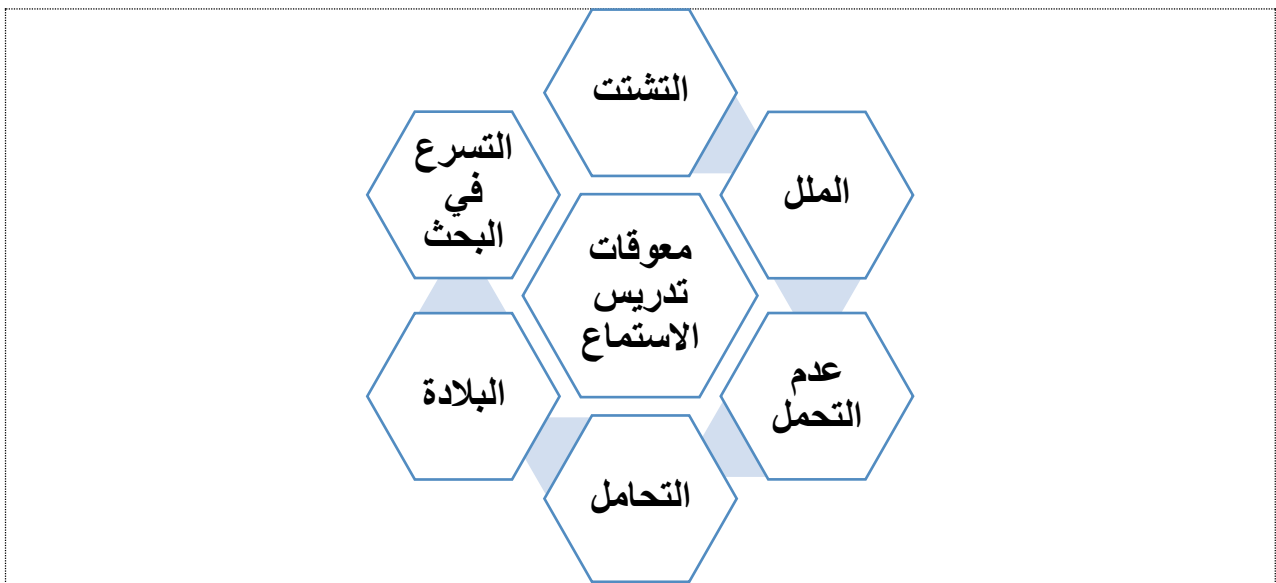 التشتت
الملل
عدم
التحمل
التحامل
البلادة
التسرع
في
البحث
معوقات
تدريس
الاستماع